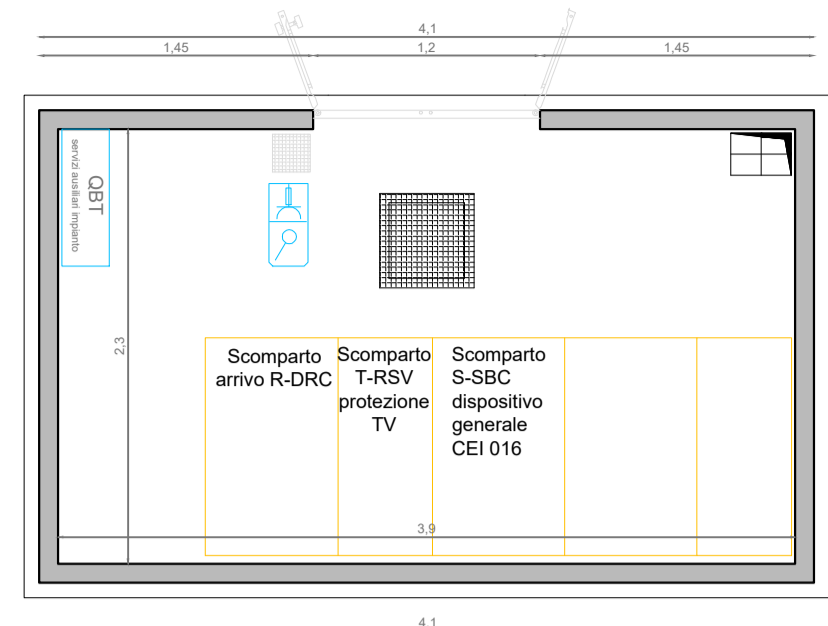 4,1
1,45
1,2
1,45
QBT
servizi ausiliari impianto
2,3
Scomparto
arrivo R-DRC
Scomparto
T-RSV
protezione
TV
Scomparto
S-SBC
dispositivo
generale
CEI 016
3,9
4,1